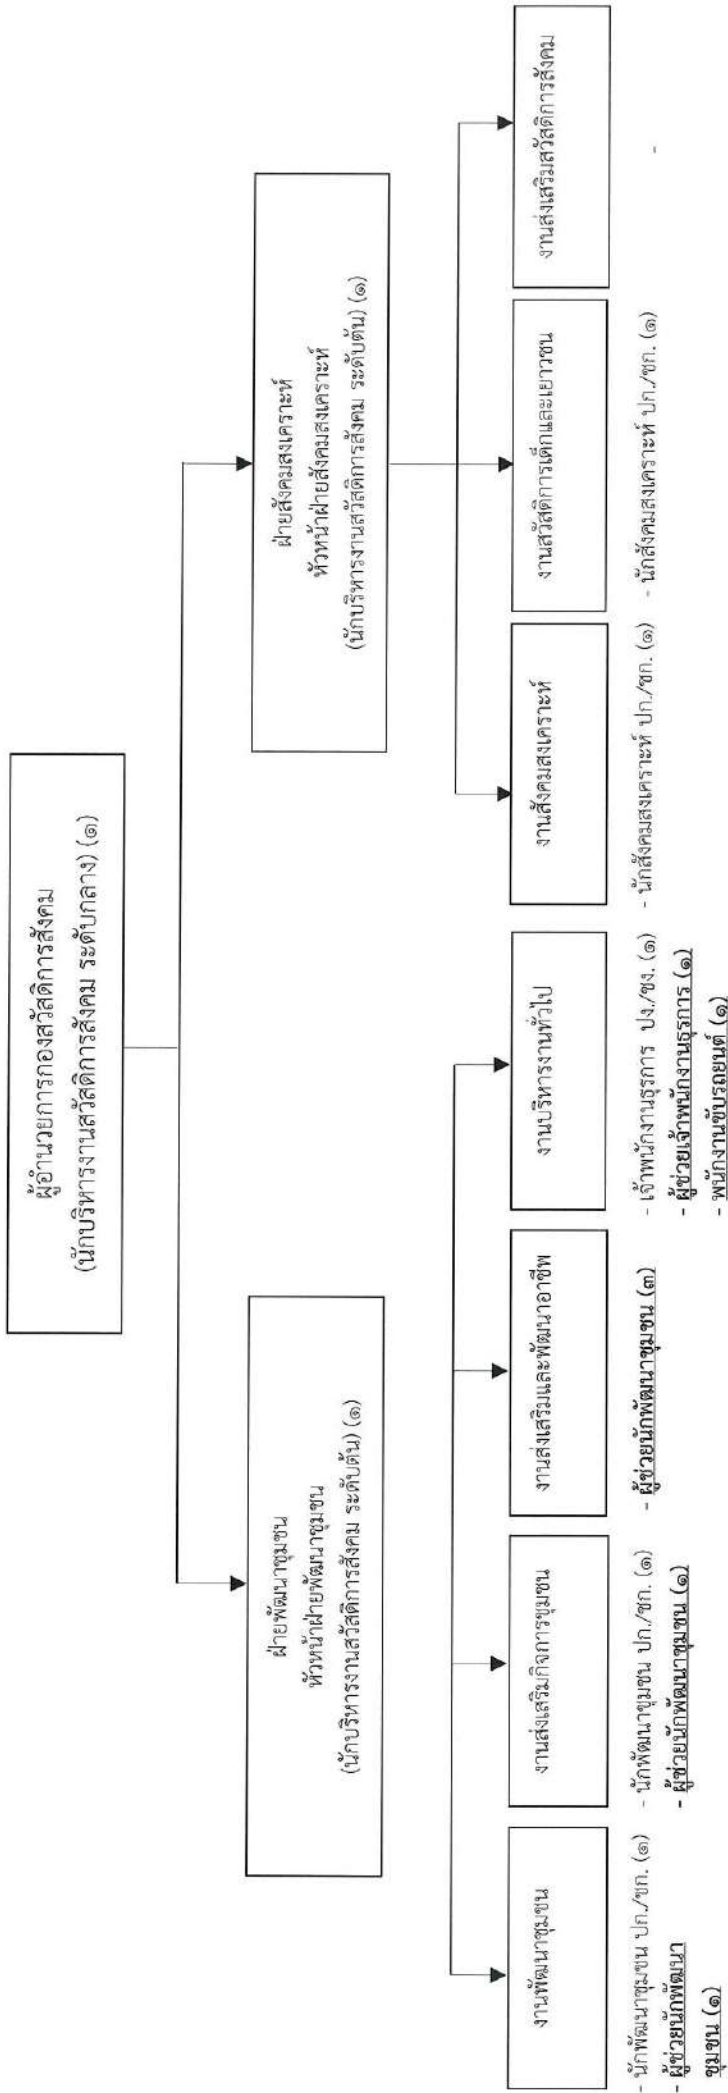 ผู้อำนวยการกองสวัสดิการสังคม
(นักบริหารงานสวัสดิการสังคม ระดับกลาง) (๑)
ฝ่ายพัฒนาชุมชน
หัวหน้าฝ่ายพัฒนาชุมชน
(นักบริหารงานสวัสดิการสังคม ระดับต้น) (๑)
ฝ่ายสังคมสงเคราะห์
หัวหน้าฝ่ายสังคมสงเคราะห์
(นักบริหารงานสวัสดิการสังคม ระดับต้น) (๑)
งานพัฒนาชุมชน
- นักพัฒนาชุมชน ปก./ชก. (๑)
- ผู้ช่วยนักพัฒนา
ชุมชน (๑)
งานส่งเสริมกิจการชุมชน
- นักพัฒนาชุมชน ปก./ชก. (๑)
- ผู้ช่วยนักพัฒนาชุมชน (๑)
งานส่งเสริมและพัฒนาอาชีพ
- ผู้ช่วยนักพัฒนาชุมชน (๓)
งานบริหารงานทั่วไป
- เจ้าพนักงานธุรการ ปง./ชง. (๑)
- ผู้ช่วยเจ้าพนักงานธุรการ (๑)
- พนักงานขับรถยนต์ (๑)
งานสังคมสงเคราะห์
- นักสังคมสงเคราะห์ ปก./ชก. (๑)
งานสวัสดิการเด็กและเยาวชน
- นักสังคมสงเคราะห์ ปก./ชก. (๑)
งานส่งเสริมสวัสดิการสังคม
-